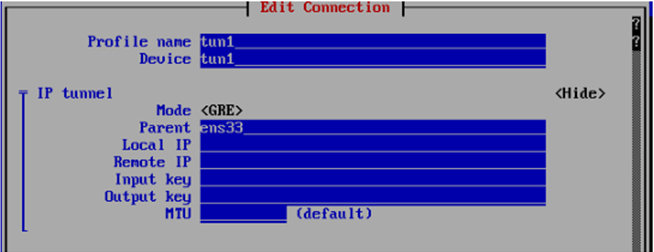 Edit Connection
?
Profile name tun1
?
Device tun1
IP tunnel <Hide>
Mode <GRE>
Parent ens33
Local IP
Remote IP
Input key
Output key
MTU (default)